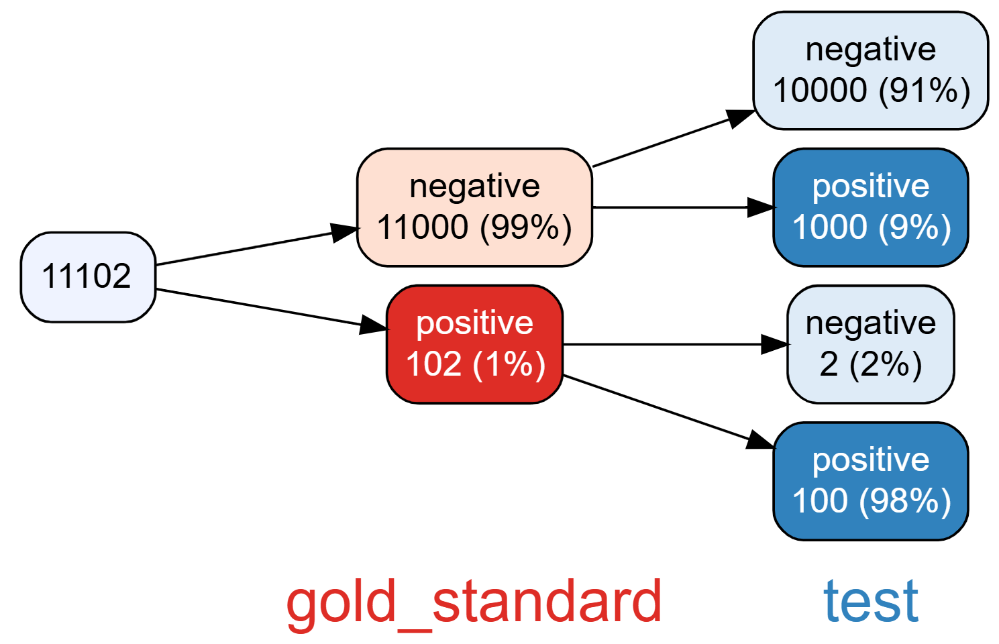 11102
negative
11000 (99%)
positive
102 (1%)
negative
10000 (91%)
positive
1000 (9%)
negative
2 (2%)
positive
100 (98%)
gold_standard
test